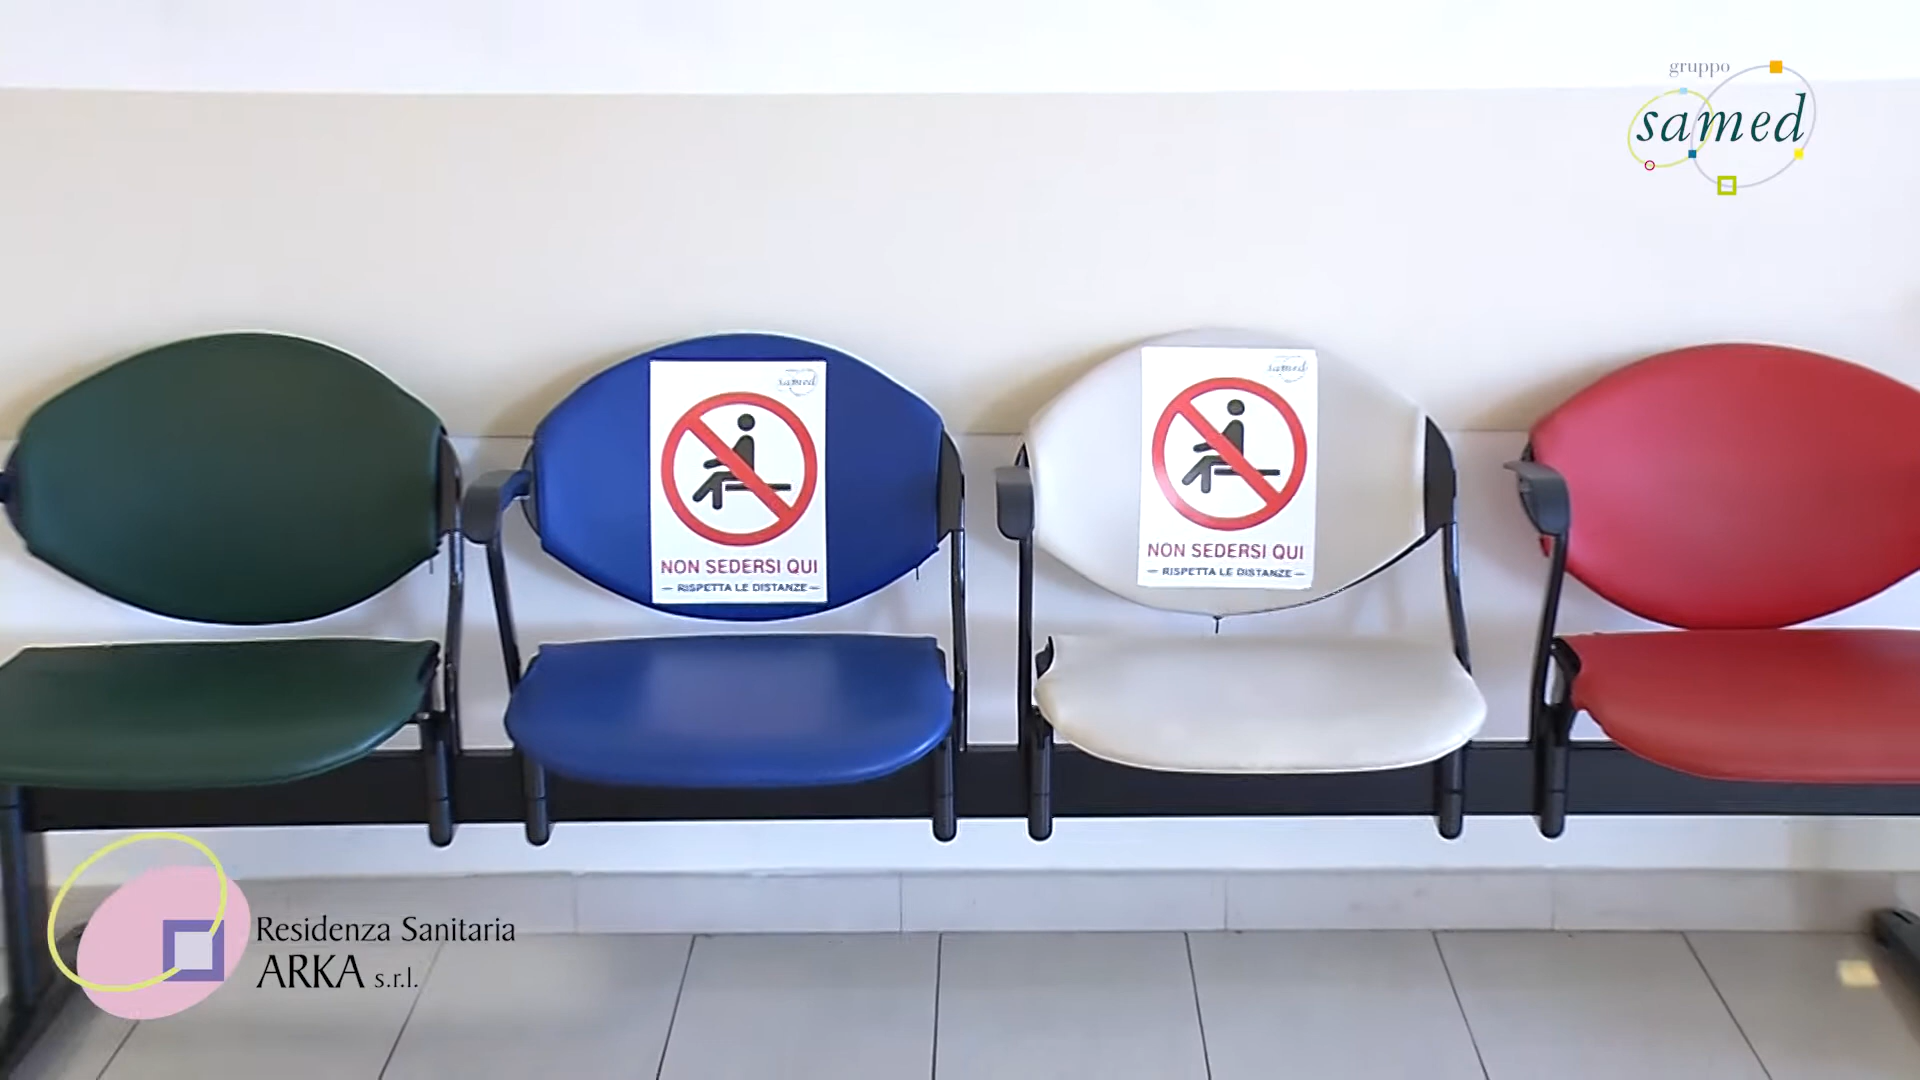 gruppo
samed
samed
NON SEDERSI QUI
— RISPETTA LE DISTANZE —
samed
NON SEDERSI QUI
— RISPETTA LE DISTANZE —
Residenza Sanitaria
ARKA s.r.l.